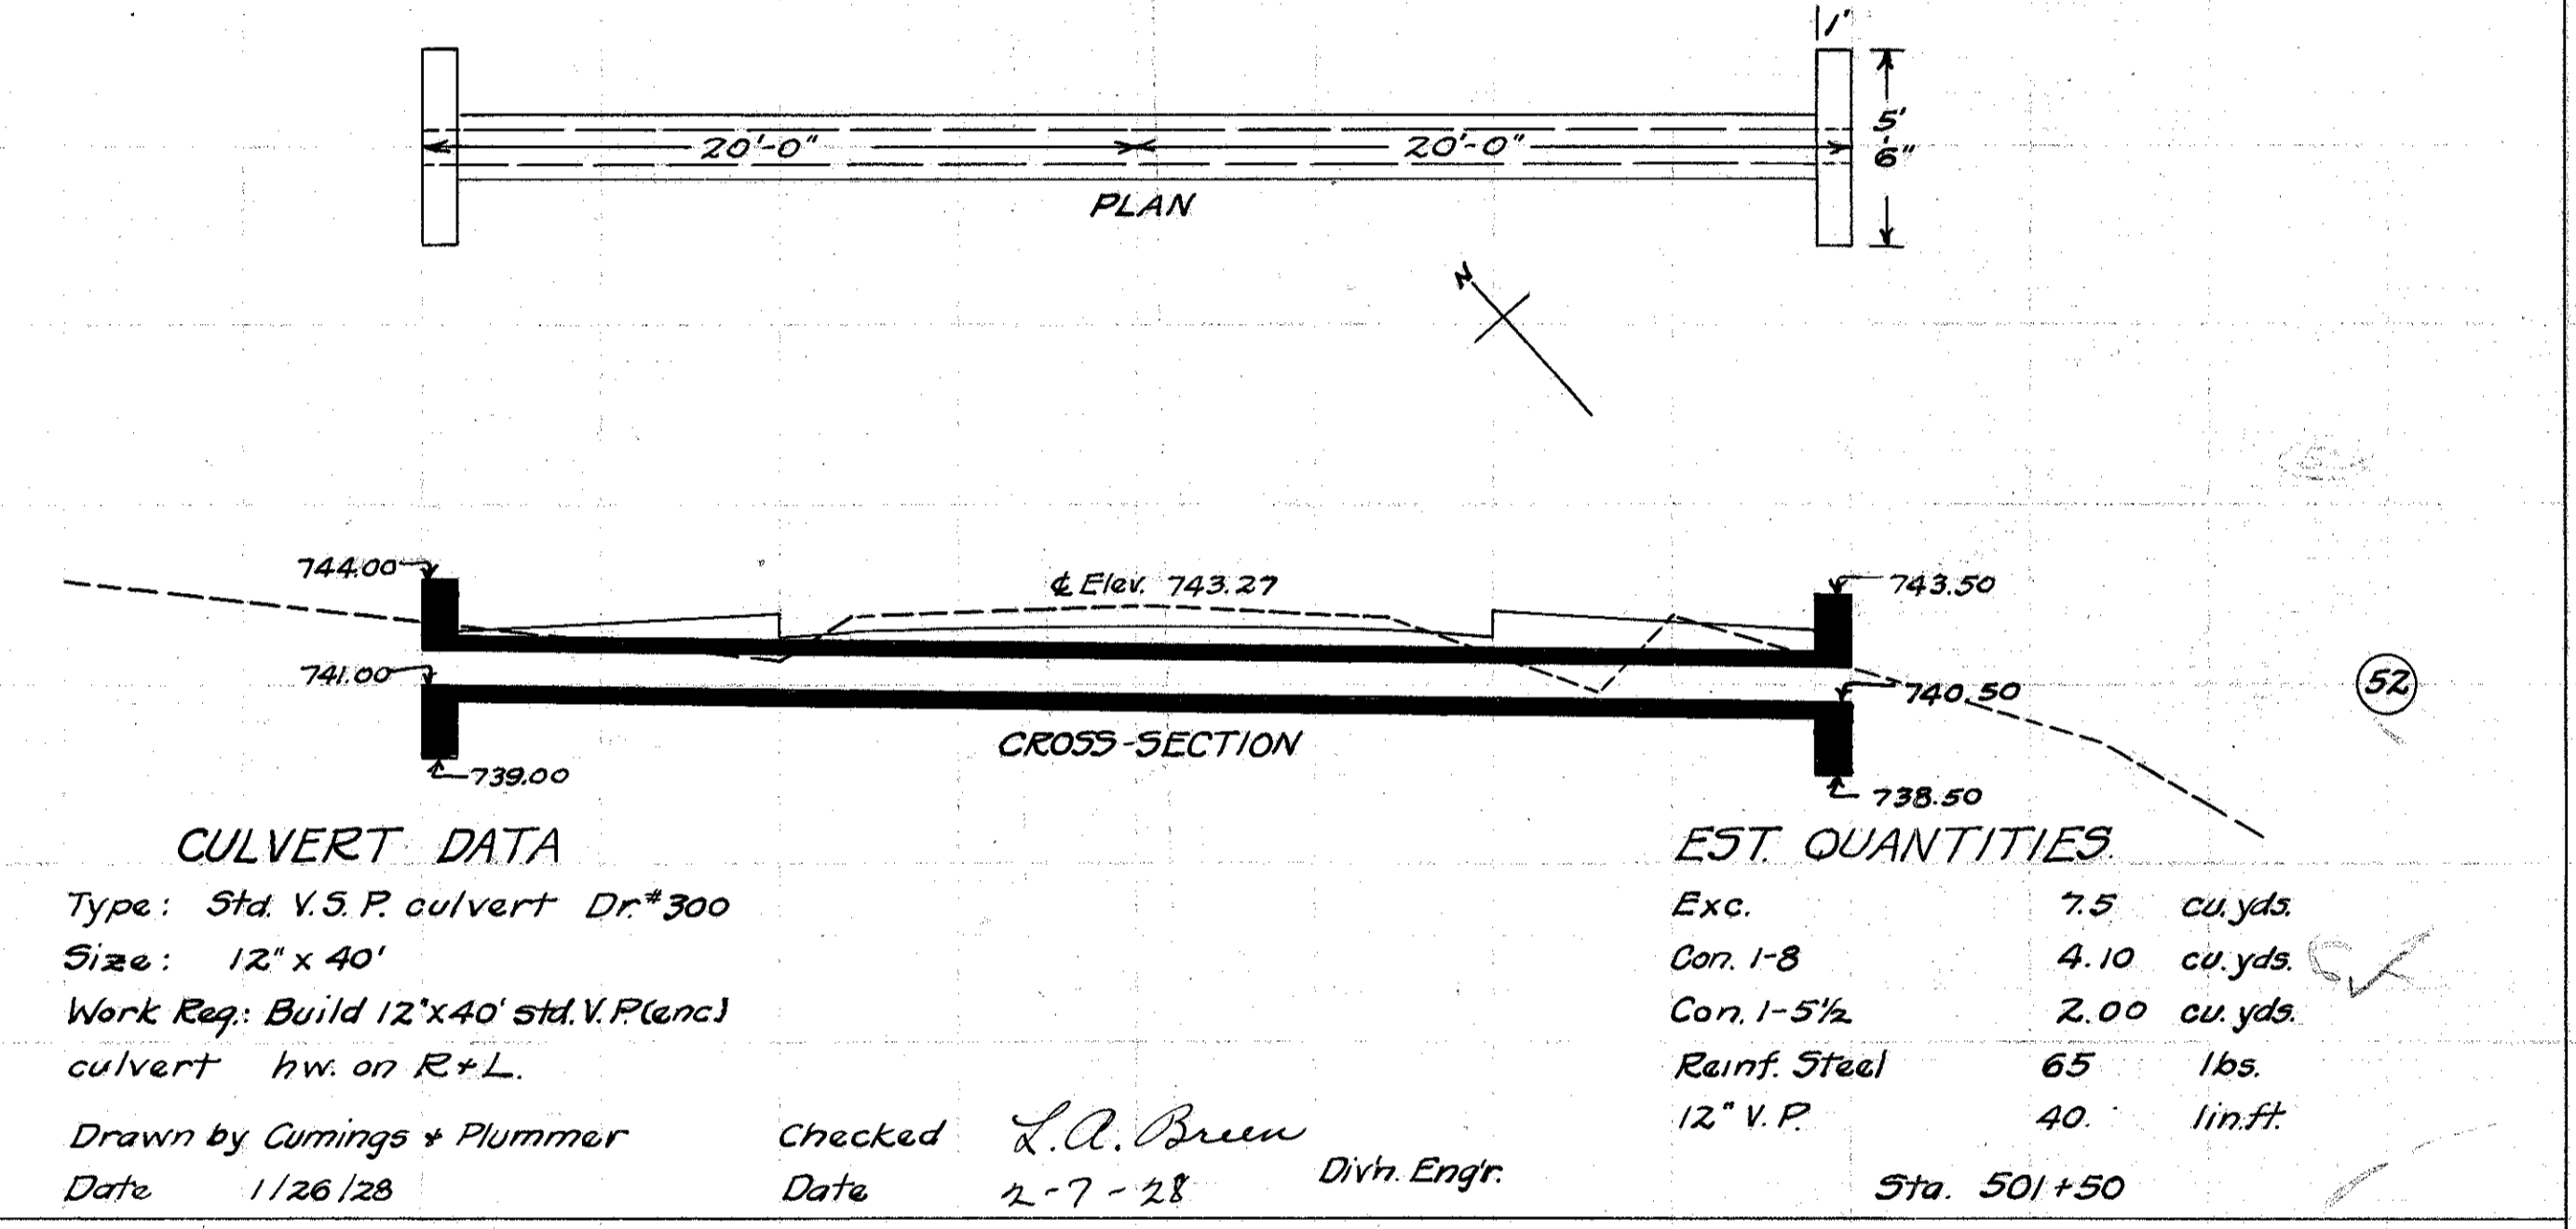 1'
20'-0" 20'-0"
5'
6"
PLAN
N
744.00
℄ Elev. 743.27
743.50
741.00
740.50
52
CROSS-SECTION
739.00
738.50
CULVERT DATA
Type: Std. V.S.P. culvert Dr.#300
Size: 12" x 40'
Work Req.: Build 12"x40' std. V.P.(enc)
culvert hw. on R+L.
Drawn by Cumings + Plummer
Date 1/26/28
Checked L.A. Breen
Date 2-7-28
Div'n. Eng'r.
EST. QUANTITIES.
Exc. 7.5 cu.yds.
Con. 1-8 4.10 cu.yds.
Con. 1-5½ 2.00 cu.yds.
Reinf. Steel 65 lbs.
12" V.P. 40. lin.ft.
Sta. 501+50